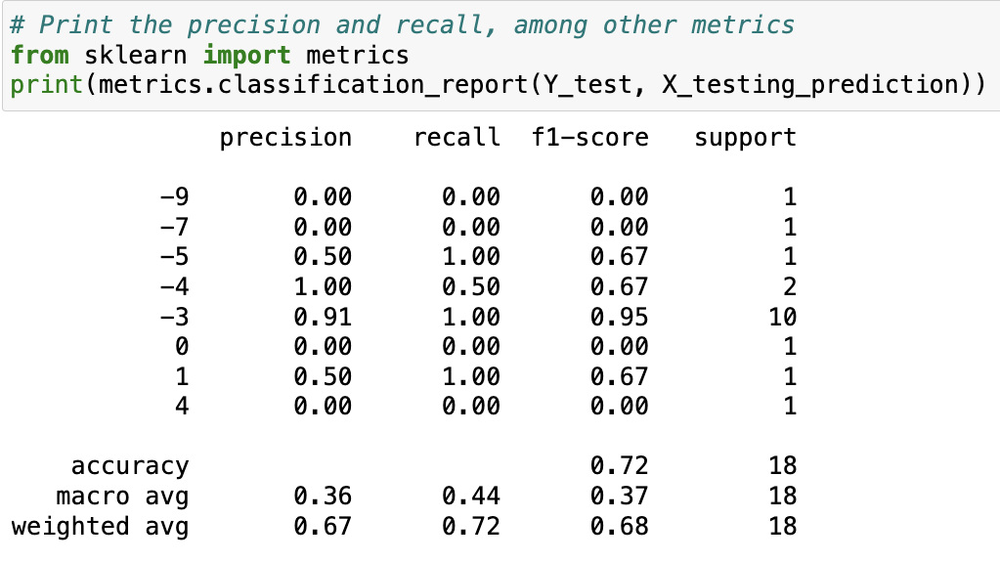 # Print the precision and recall, among other metrics
from sklearn import metrics
print(metrics.classification_report(Y_test, X_testing_prediction))
precision recall f1-score support
-9 0.00 0.00 0.00 1
-7 0.00 0.00 0.00 1
-5 0.50 1.00 0.67 1
-4 1.00 0.50 0.67 2
-3 0.91 1.00 0.95 10
0 0.00 0.00 0.00 1
1 0.50 1.00 0.67 1
4 0.00 0.00 0.00 1
accuracy 0.72 18
macro avg 0.36 0.44 0.37 18
weighted avg 0.67 0.72 0.68 18